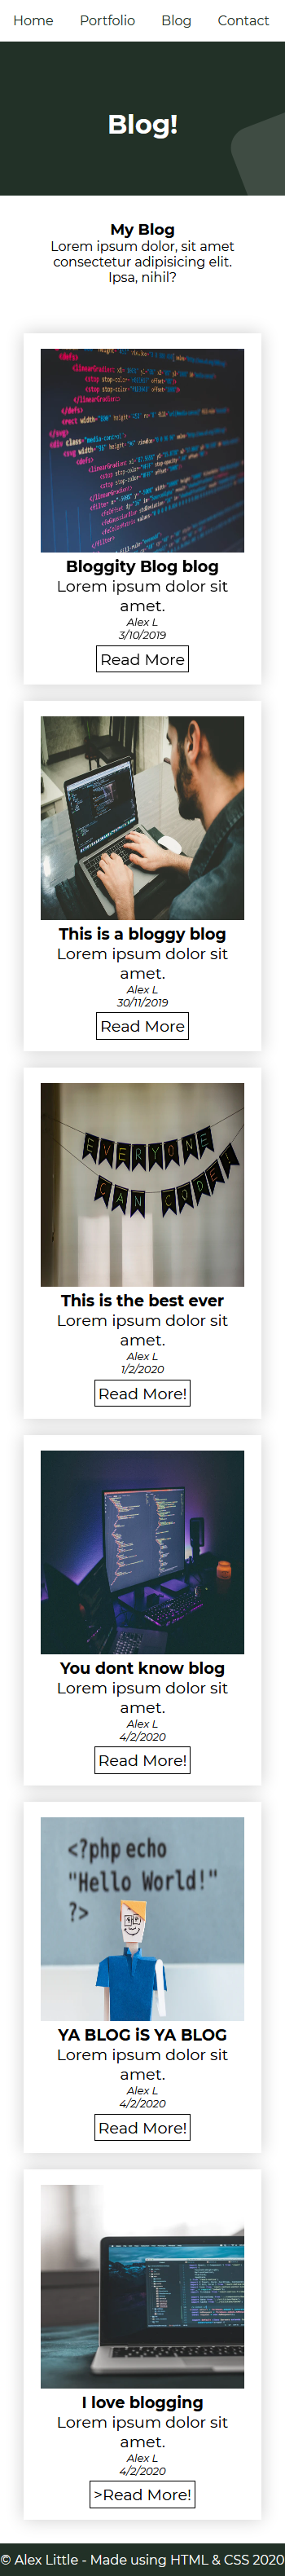 Home Portfolio Blog Contact
Blog!
My Blog
Lorem ipsum dolor, sit amet
consectetur adipisicing elit.
Ipsa, nihil?
Bloggity Blog blog
Lorem ipsum dolor sit
amet.
Alex L
3/10/2019
Read More
This is a bloggy blog
Lorem ipsum dolor sit
amet.
Alex L
30/11/2019
Read More
EVERYONE
CAN CODE!
This is the best ever
Lorem ipsum dolor sit
amet.
Alex L
1/2/2020
Read More!
You dont know blog
Lorem ipsum dolor sit
amet.
Alex L
4/2/2020
Read More!
<?php echo
"Hello World!"
?>
YA BLOG iS YA BLOG
Lorem ipsum dolor sit
amet.
Alex L
4/2/2020
Read More!
I love blogging
Lorem ipsum dolor sit
amet.
Alex L
4/2/2020
>Read More!
© Alex Little - Made using HTML & CSS 2020